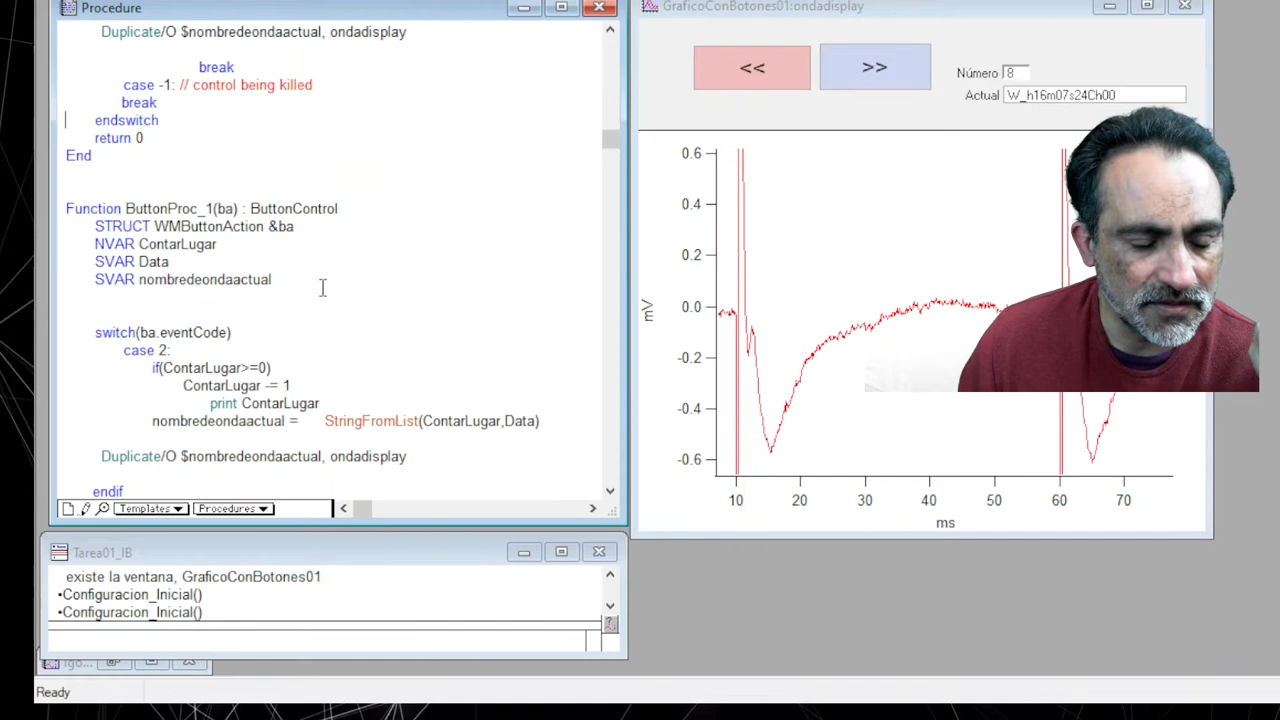 Procedure
Duplicate/O $nombredeondaactual, ondadisplay
break
case -1: // control being killed
break
endswitch
return 0
End
Function ButtonProc_1(ba) : ButtonControl
STRUCT WMButtonAction &ba
NVAR ContarLugar
SVAR Data
SVAR nombredeondaactual
switch(ba.eventCode)
case 2:
if(ContarLugar>=0)
ContarLugar -= 1
print ContarLugar
nombredeondaactual = StringFromList(ContarLugar,Data)
Duplicate/O $nombredeondaactual, ondadisplay
endif
Templates
Procedures
Tarea01_IB
existe la ventana, GraficoConBotones01
•Configuracion_Inicial()
•Configuracion_Inicial()
Igo...
Ready
GraficoConBotones01:ondadisplay
<<
>>
Número 8
Actual W_h16m07s24Ch00
0.6
0.4
0.2
0.0
-0.2
-0.4
-0.6
mV
10 20 30 40 50 60 70
ms